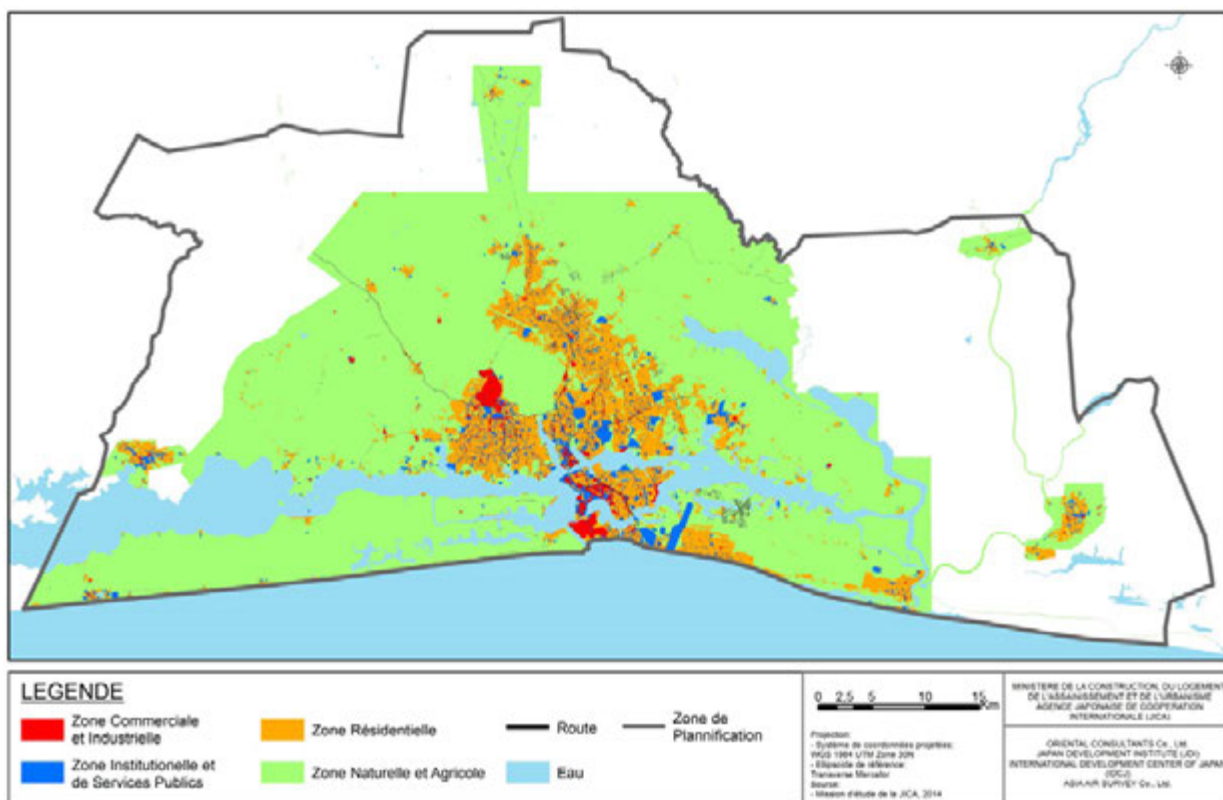 LEGENDE
Zone Commerciale
et Industrielle
Zone Institutionelle et
de Services Publics
Zone Résidentielle
Zone Naturelle et Agricole
Route
Eau
Zone de
Plannification
0 2,5 5 10 15
Km
Projection:
- Système de coordonnées projetées:
WGS 1984 UTM Zone 30N
- Ellipsoïde de référence:
Transverse Mercator
Source:
- Mission d'étude de la JICA, 2014
MINISTERE DE LA CONSTRUCTION, DU LOGEMENT
DE L'ASSAINISSEMENT ET DE L'URBANISME
AGENCE JAPONAISE DE COOPERATION
INTERNATIONALE (JICA)
ORIENTAL CONSULTANTS Co., Ltd.
JAPAN DEVELOPMENT INSTITUTE (JDI)
INTERNATIONAL DEVELOPMENT CENTER OF JAPAN
(IDCJ)
ASIA AIR SURVEY Co., Ltd.